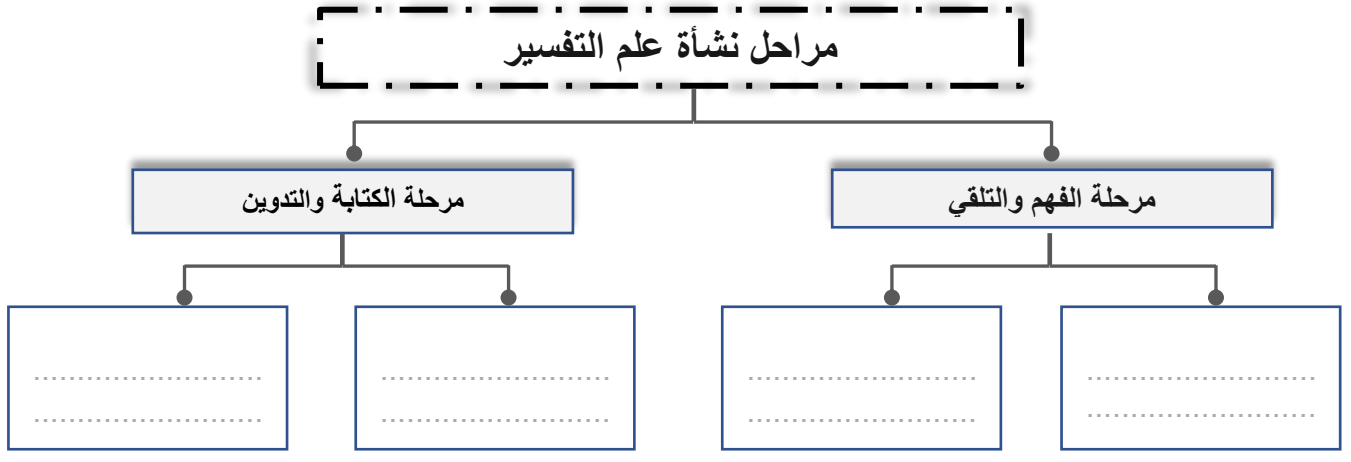 مراحل نشأة علم التفسير
مرحلة الفهم والتلقي
مرحلة الكتابة والتدوين